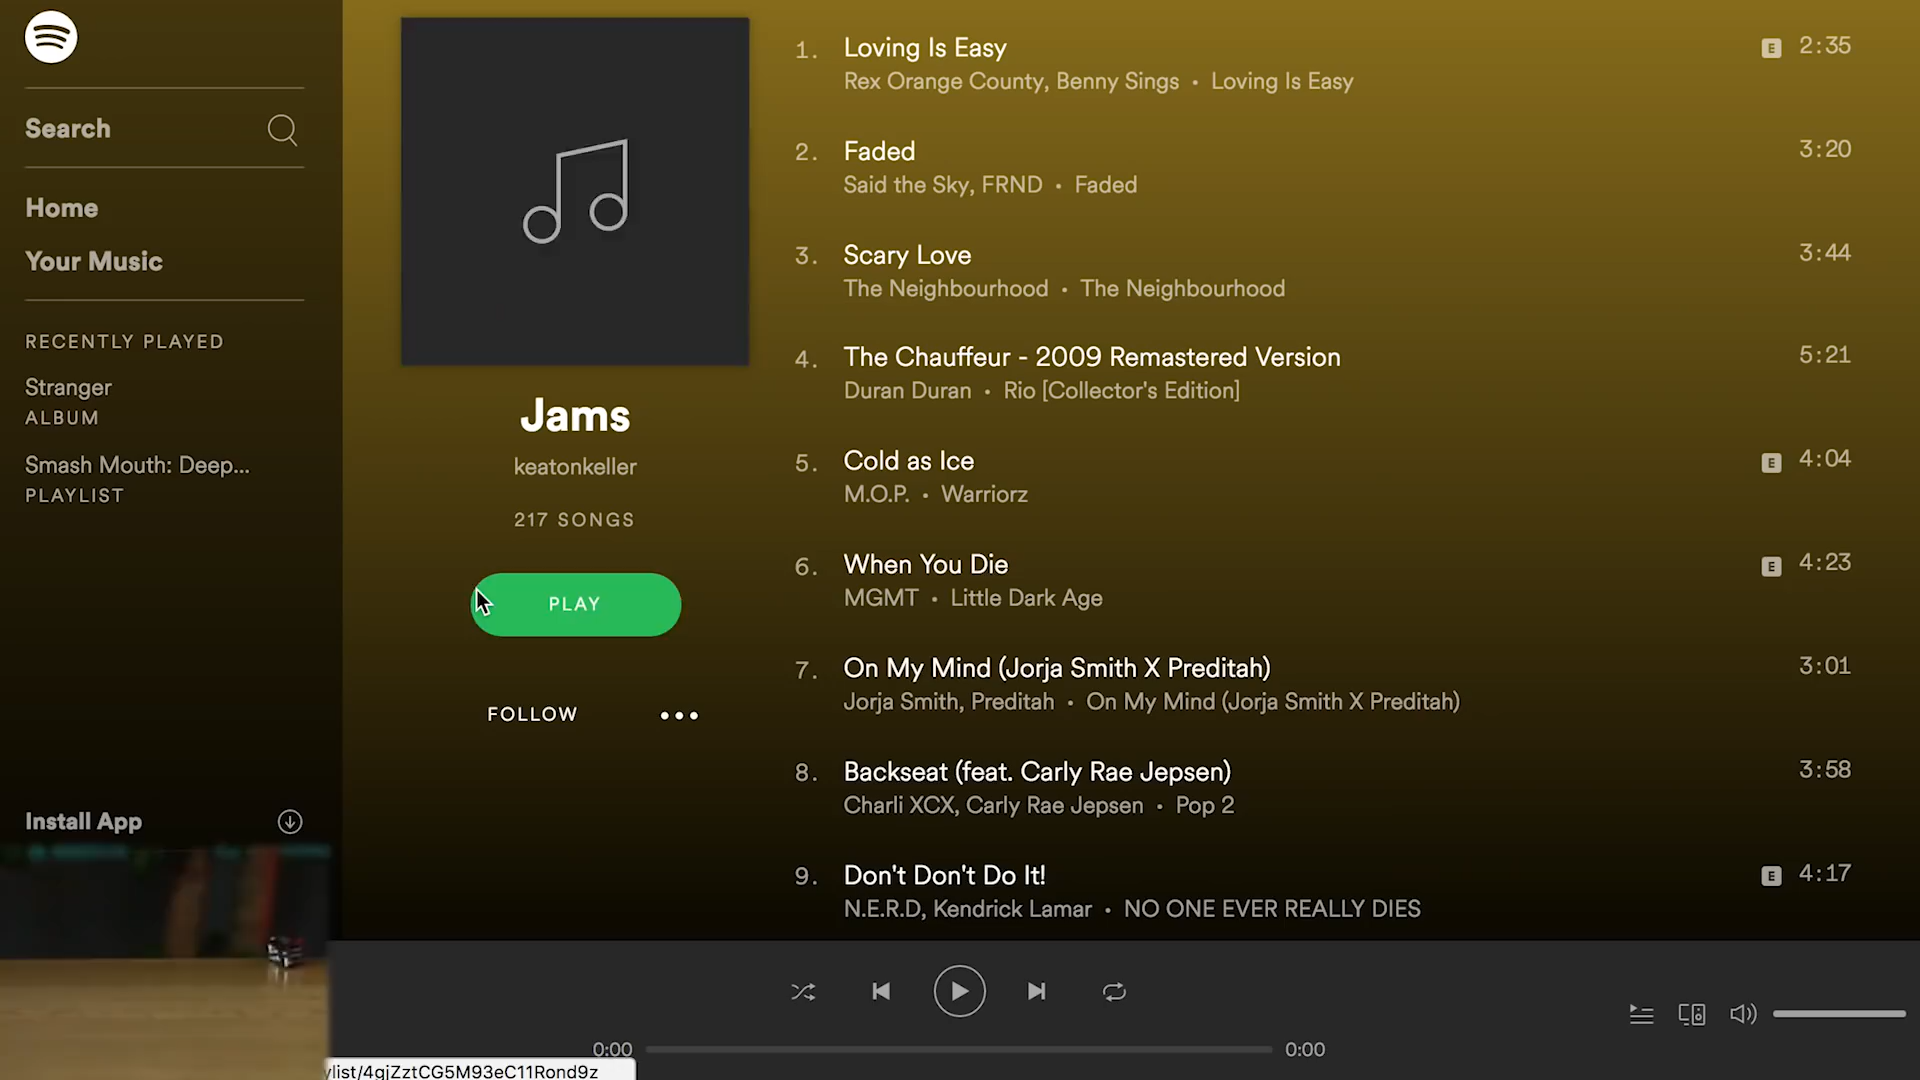 Search
Home
Your Music
RECENTLY PLAYED
Stranger
ALBUM
Smash Mouth: Deep...
PLAYLIST
Install App
Jams
keatonkeller
217 SONGS
PLAY
FOLLOW
1. Loving Is Easy E 2:35
Rex Orange County, Benny Sings • Loving Is Easy
2. Faded 3:20
Said the Sky, FRND • Faded
3. Scary Love 3:44
The Neighbourhood • The Neighbourhood
4. The Chauffeur - 2009 Remastered Version 5:21
Duran Duran • Rio [Collector's Edition]
5. Cold as Ice E 4:04
M.O.P. • Warriorz
6. When You Die E 4:23
MGMT • Little Dark Age
7. On My Mind (Jorja Smith X Preditah) 3:01
Jorja Smith, Preditah • On My Mind (Jorja Smith X Preditah)
8. Backseat (feat. Carly Rae Jepsen) 3:58
Charli XCX, Carly Rae Jepsen • Pop 2
9. Don't Don't Do It! E 4:17
N.E.R.D, Kendrick Lamar • NO ONE EVER REALLY DIES
0:00 0:00
ylist/4gjZztCG5M93eC11Rond9z